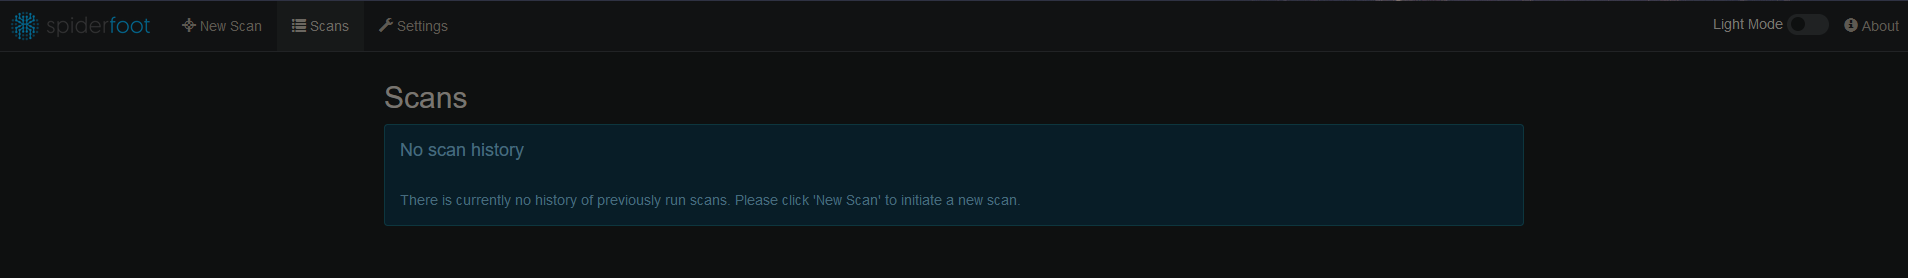 spiderfoot New Scan Scans Settings Light Mode About
Scans
No scan history
There is currently no history of previously run scans. Please click 'New Scan' to initiate a new scan.